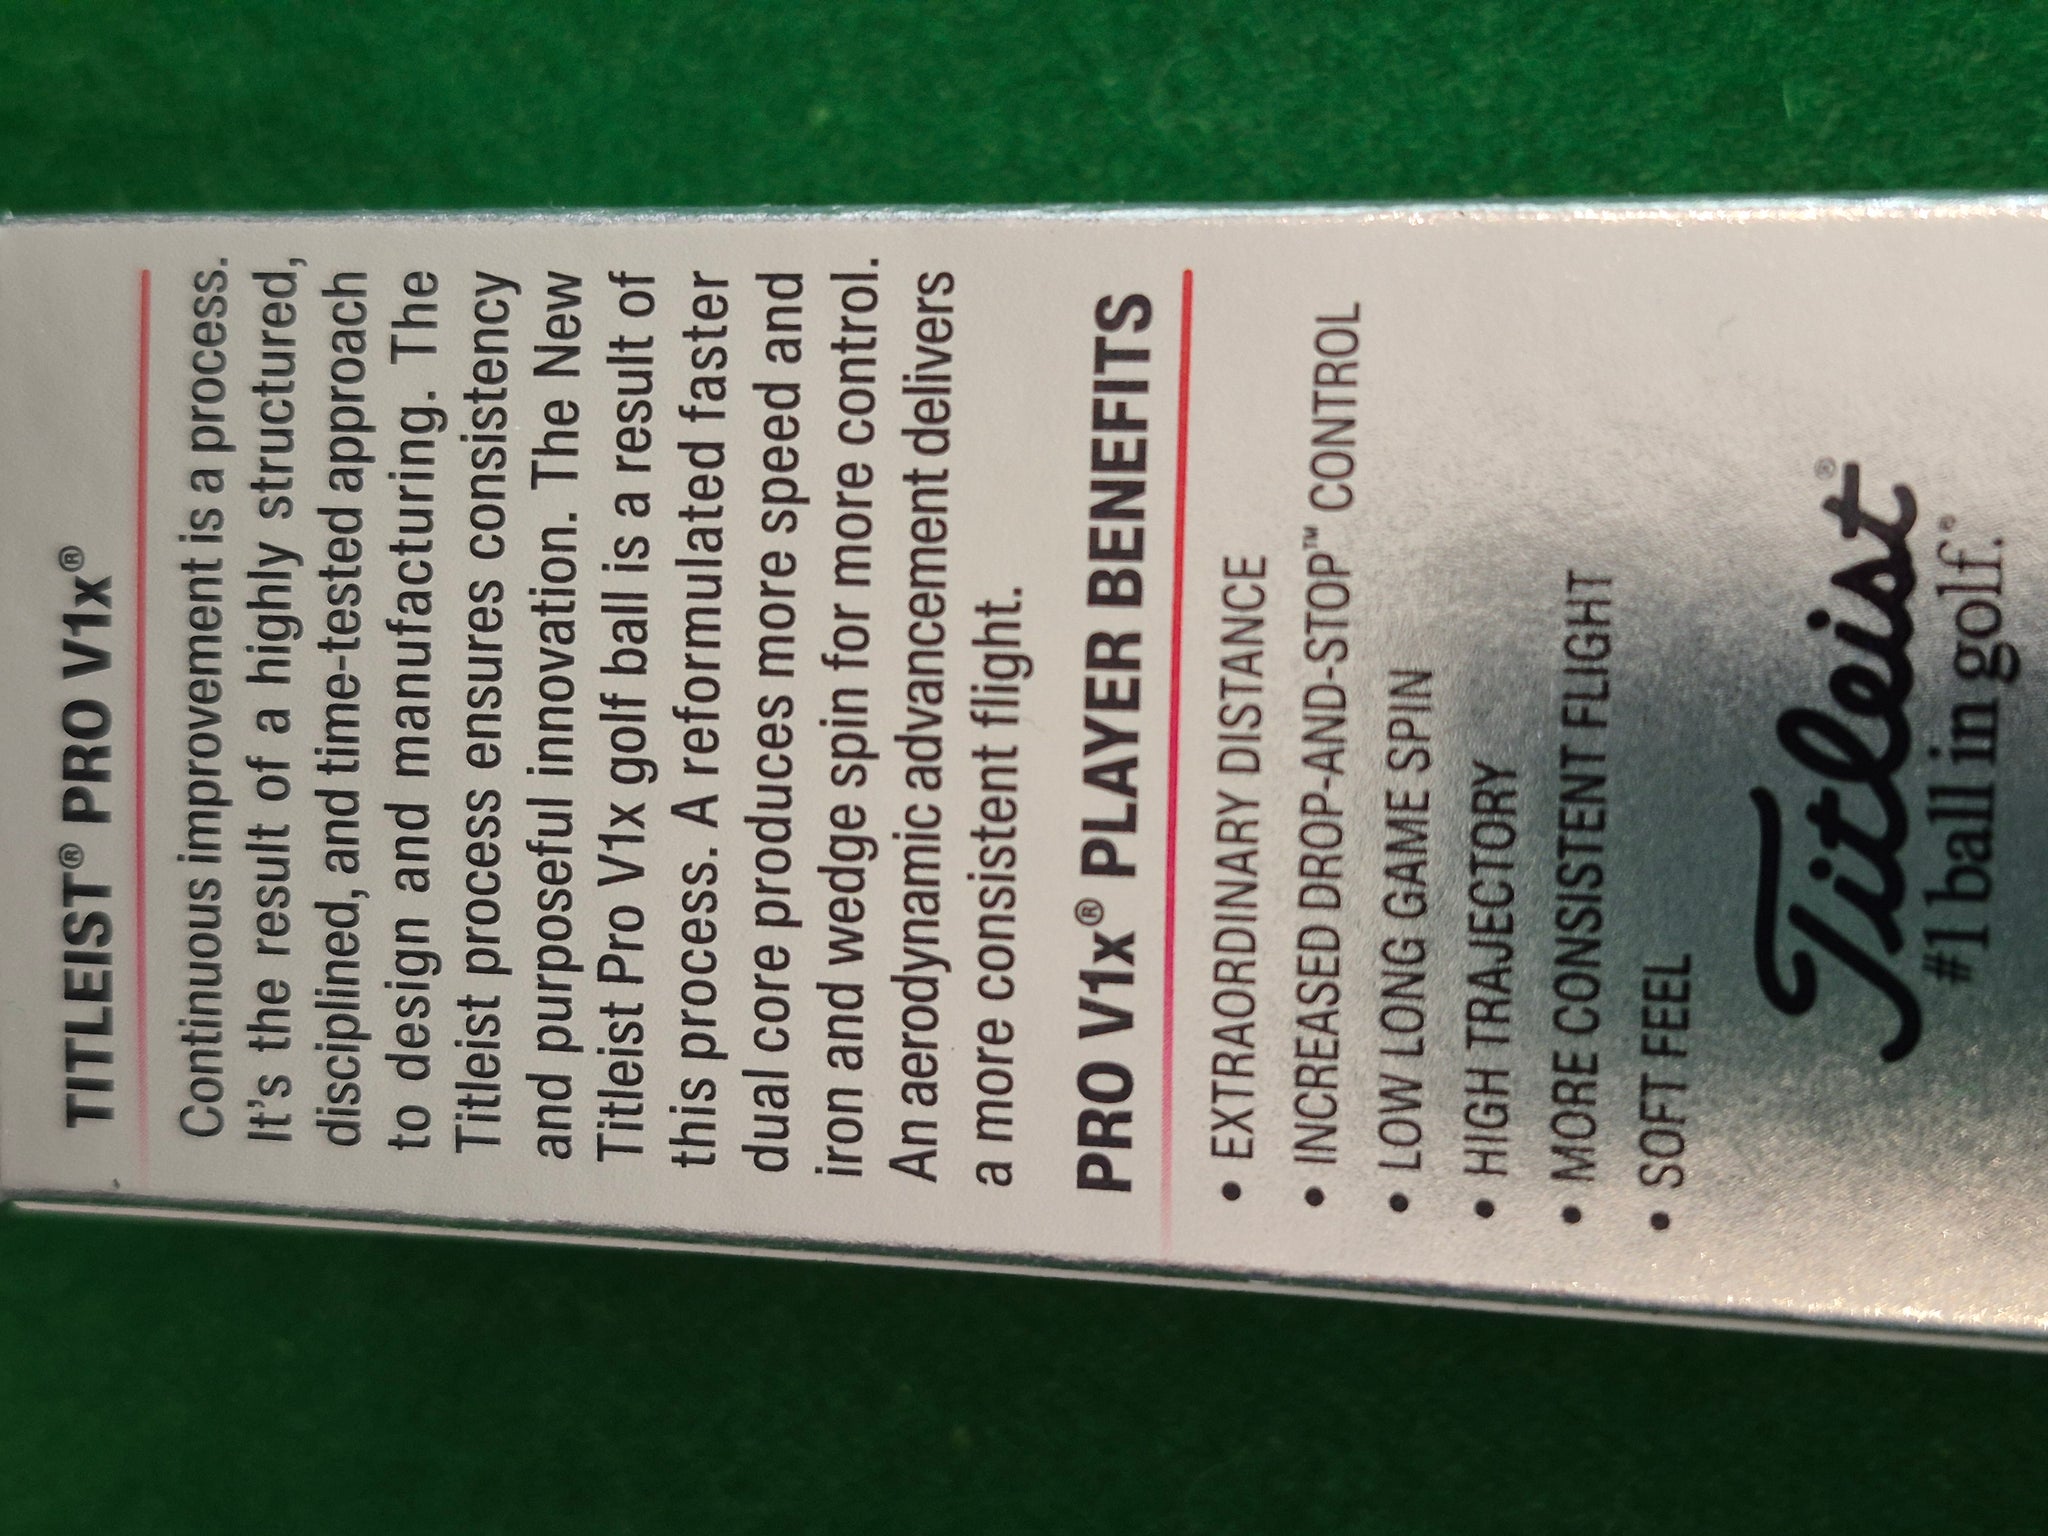 TITLEIST® PRO V1x®
Continuous improvement is a process.
It's the result of a highly structured,
disciplined, and time-tested approach
to design and manufacturing. The
Titleist process ensures consistency
and purposeful innovation. The New
Titleist Pro V1x golf ball is a result of
this process. A reformulated faster
dual core produces more speed and
iron and wedge spin for more control.
An aerodynamic advancement delivers
a more consistent flight.
PRO V1x® PLAYER BENEFITS
• EXTRAORDINARY DISTANCE
• INCREASED DROP-AND-STOP™ CONTROL
• LOW LONG GAME SPIN
• HIGH TRAJECTORY
• MORE CONSISTENT FLIGHT
• SOFT FEEL
Titleist®
#1 ball in golf.®